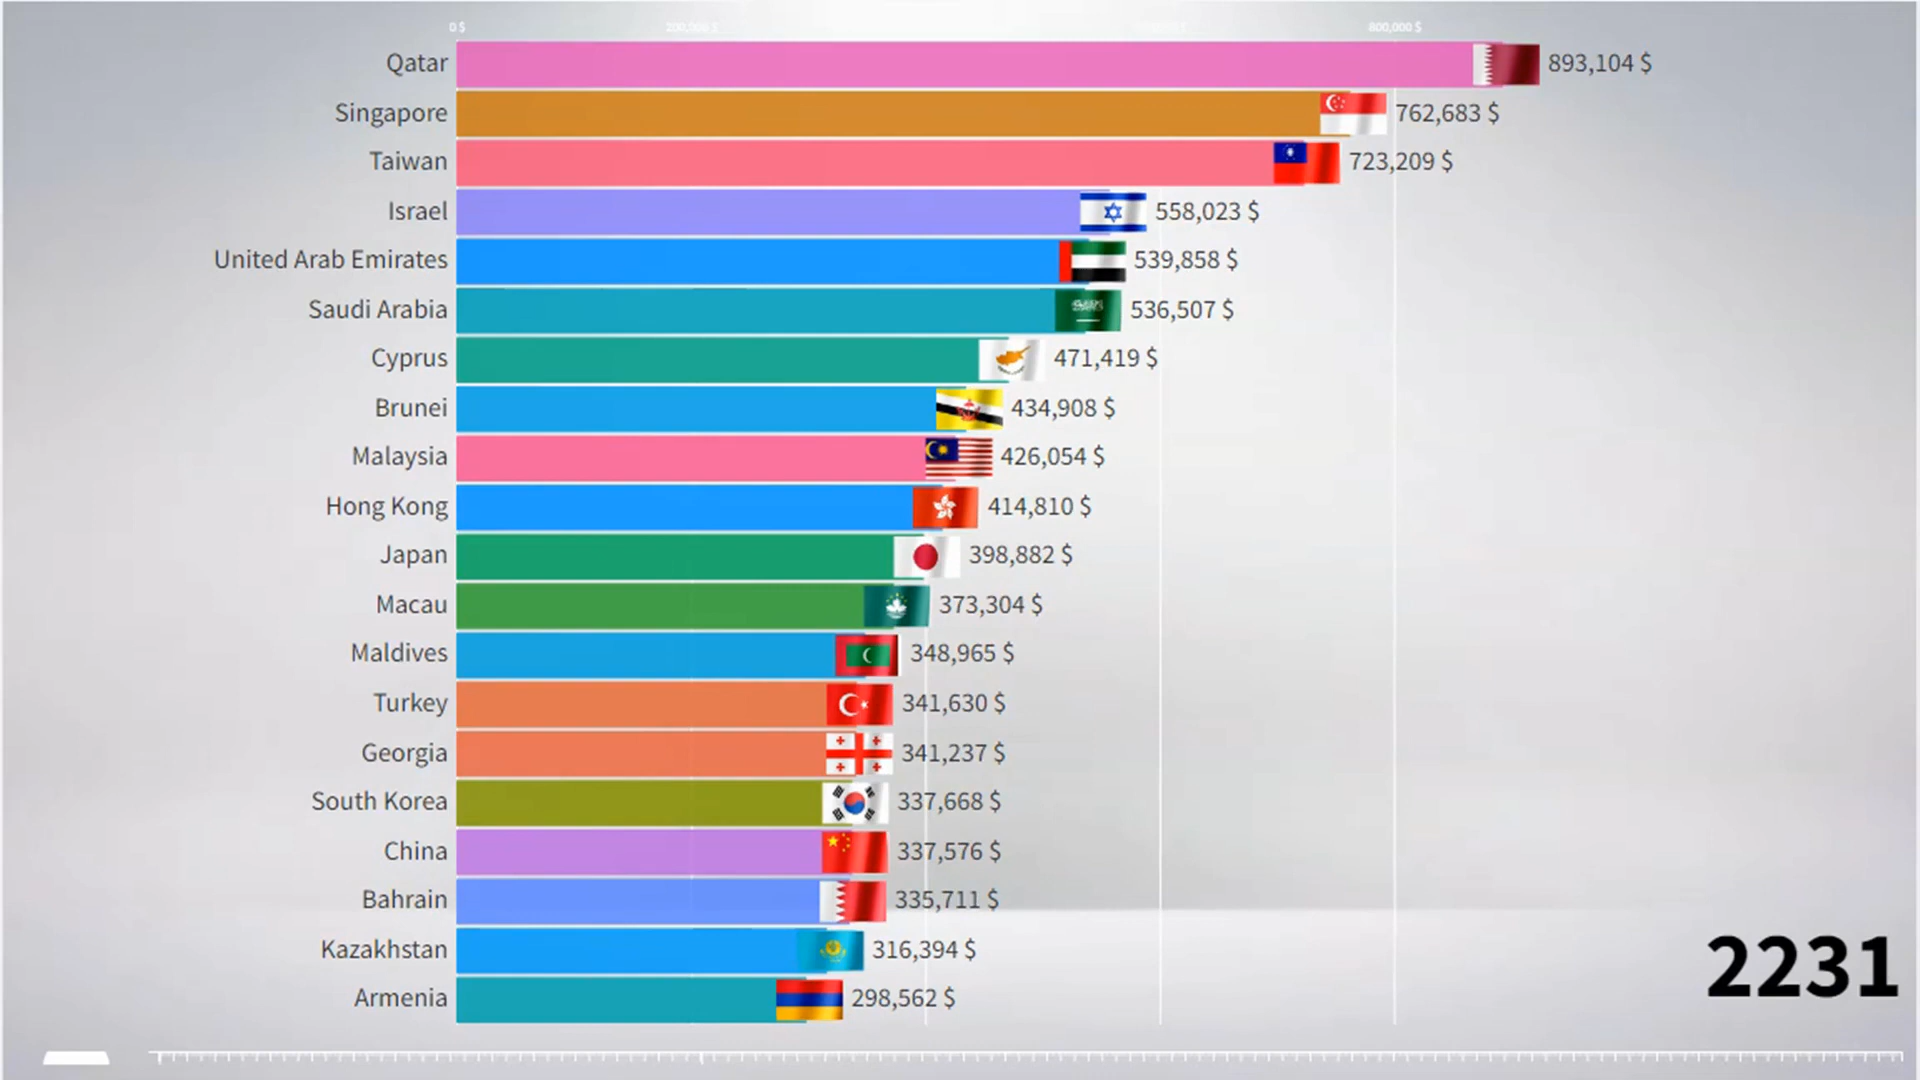 0 $
200,000 $
800,000 $
Qatar 893,104 $
Singapore 762,683 $
Taiwan 723,209 $
Israel 558,023 $
United Arab Emirates 539,858 $
Saudi Arabia 536,507 $
Cyprus 471,419 $
Brunei 434,908 $
Malaysia 426,054 $
Hong Kong 414,810 $
Japan 398,882 $
Macau 373,304 $
Maldives 348,965 $
Turkey 341,630 $
Georgia 341,237 $
South Korea 337,668 $
China 337,576 $
Bahrain 335,711 $
Kazakhstan 316,394 $
Armenia 298,562 $
2231